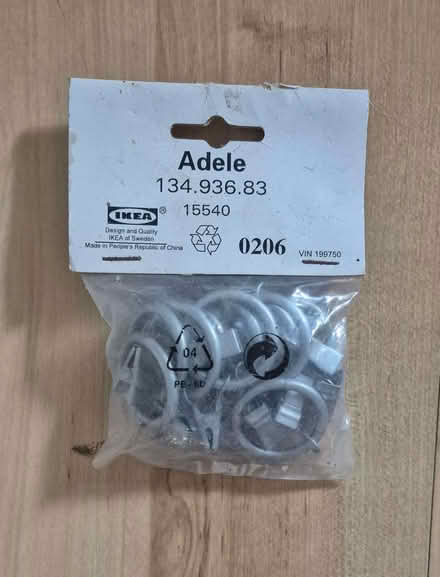 Adele
134.936.83
15540
IKEA®
Design and Quality
IKEA of Sweden
Made in People's Republic of China
0206
VIN 199750
04
PE-LD